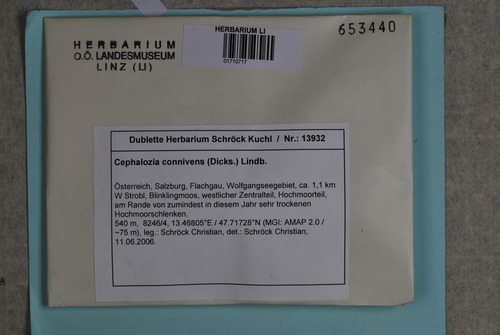 HERBARIUM
O.Ö. LANDESMUSEUM
LINZ (LI)
HERBARIUM LI
01710717
653440
Dublette Herbarium Schröck Kuchl / Nr.: 13932
Cephalozia connivens (Dicks.) Lindb.
Österreich, Salzburg, Flachgau, Wolfgangseegebiet, ca. 1,1 km
W Strobl, Blinklingmoos, westlicher Zentralteil, Hochmoorteil,
am Rande von zumindest in diesem Jahr sehr trockenen
Hochmoorschlenken.
540 m, 8246/4, 13.46805°E / 47.71728°N (MGI: AMAP 2.0 /
~75 m), leg.: Schröck Christian, det.: Schröck Christian,
11.06.2006.